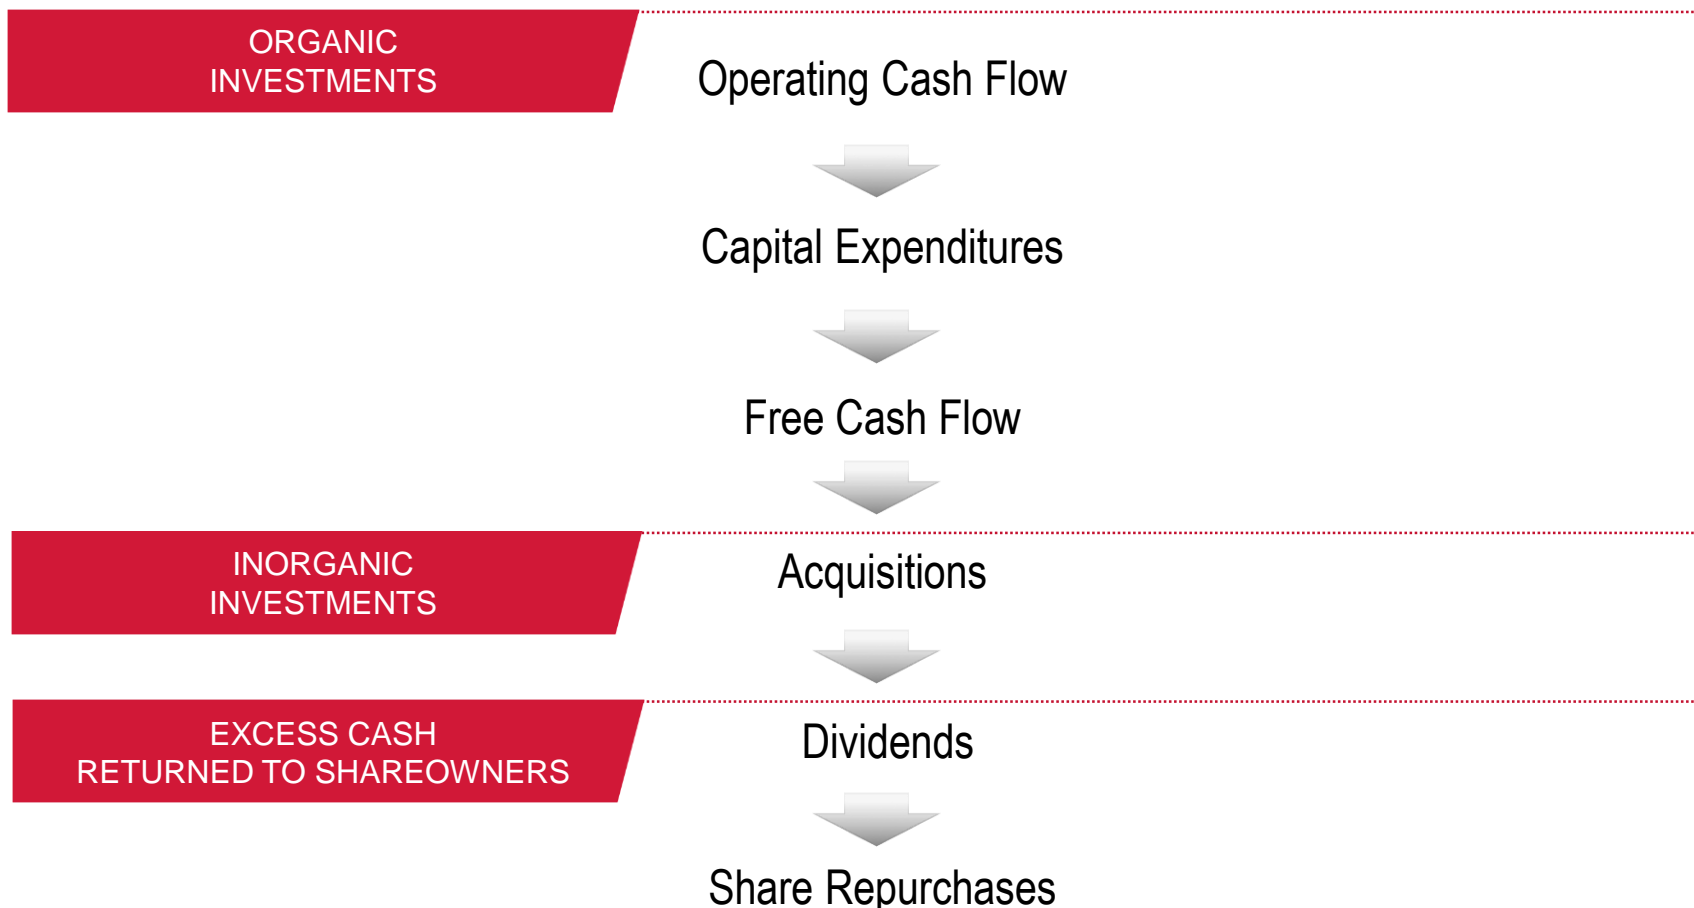 ORGANIC
INVESTMENTS
Operating Cash Flow
Capital Expenditures
Free Cash Flow
INORGANIC
INVESTMENTS
Acquisitions
EXCESS CASH
RETURNED TO SHAREOWNERS
Dividends
Share Repurchases